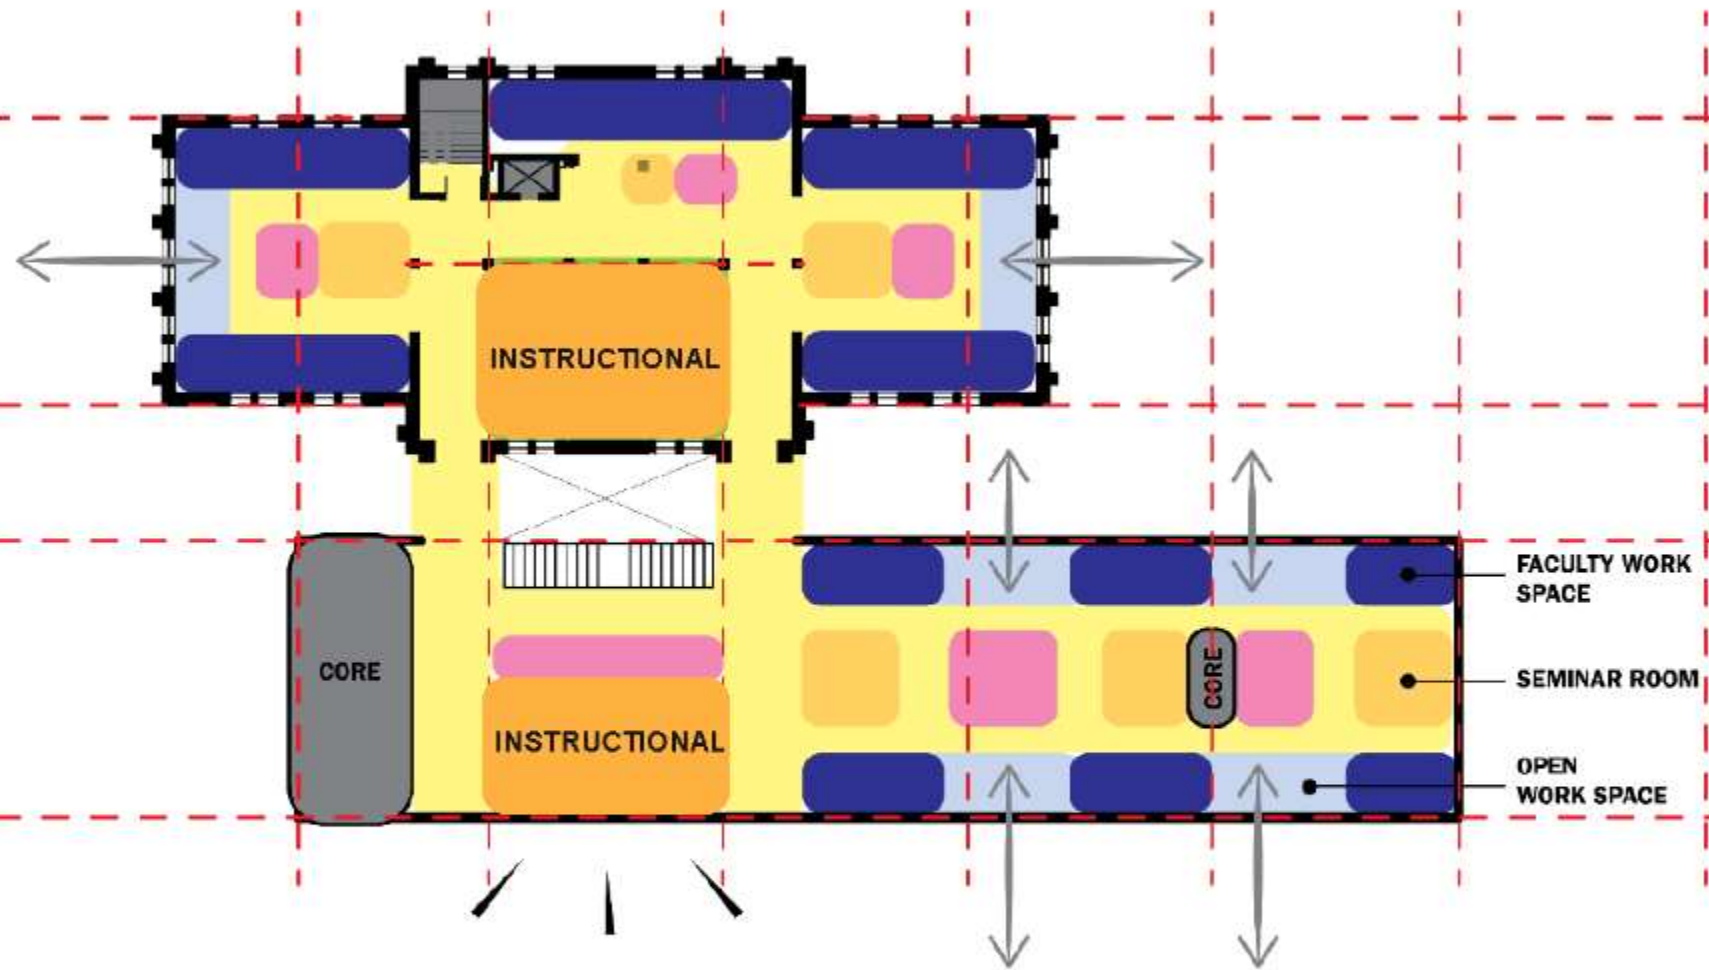 INSTRUCTIONAL
FACULTY WORK
SPACE
CORE
CORE
SEMINAR ROOM
INSTRUCTIONAL
OPEN
WORK SPACE